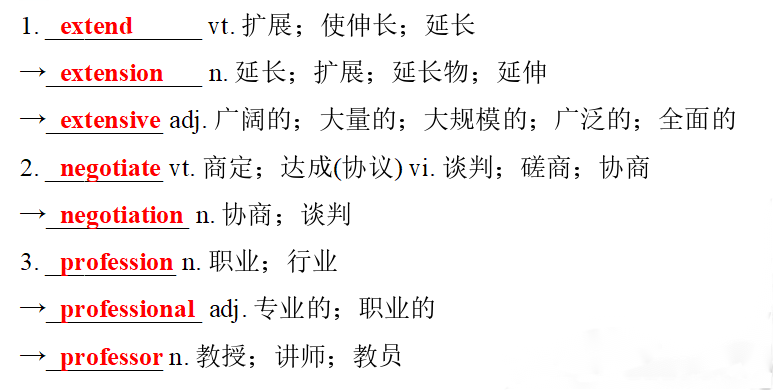 1. extend vt. 扩展；使伸长；延长
→extension n. 延长；扩展；延长物；延伸
→extensive adj. 广阔的；大量的；大规模的；广泛的；全面的
2. negotiate vt. 商定；达成(协议) vi. 谈判；磋商；协商
→negotiation n. 协商；谈判
3. profession n. 职业；行业
→professional adj. 专业的；职业的
→professor n. 教授；讲师；教员